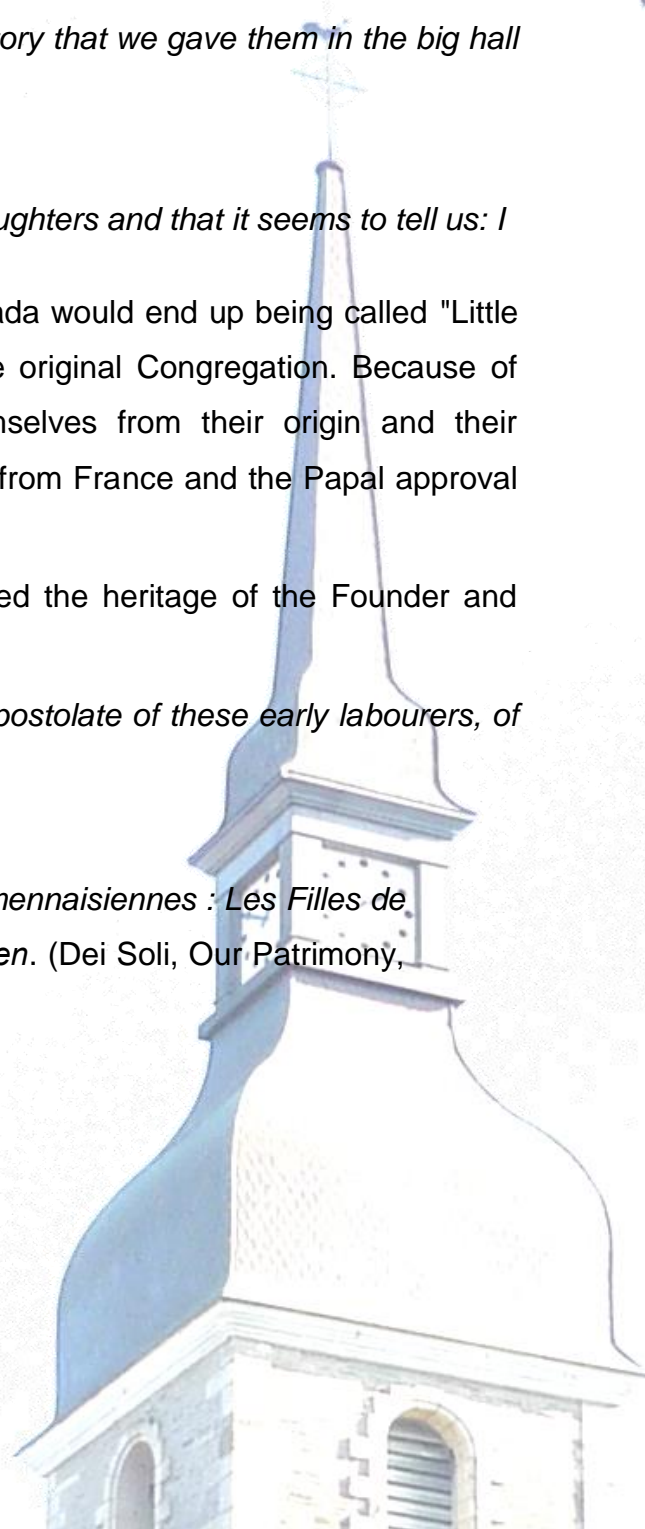 ory that we gave them in the big hall
ughters and that it seems to tell us: I
ada would end up being called "Little
e original Congregation. Because of
nselves from their origin and their
from France and the Papal approval
ed the heritage of the Founder and
postolate of these early labourers, of
mennaisiennes : Les Filles de
en. (Dei Soli, Our Patrimony,